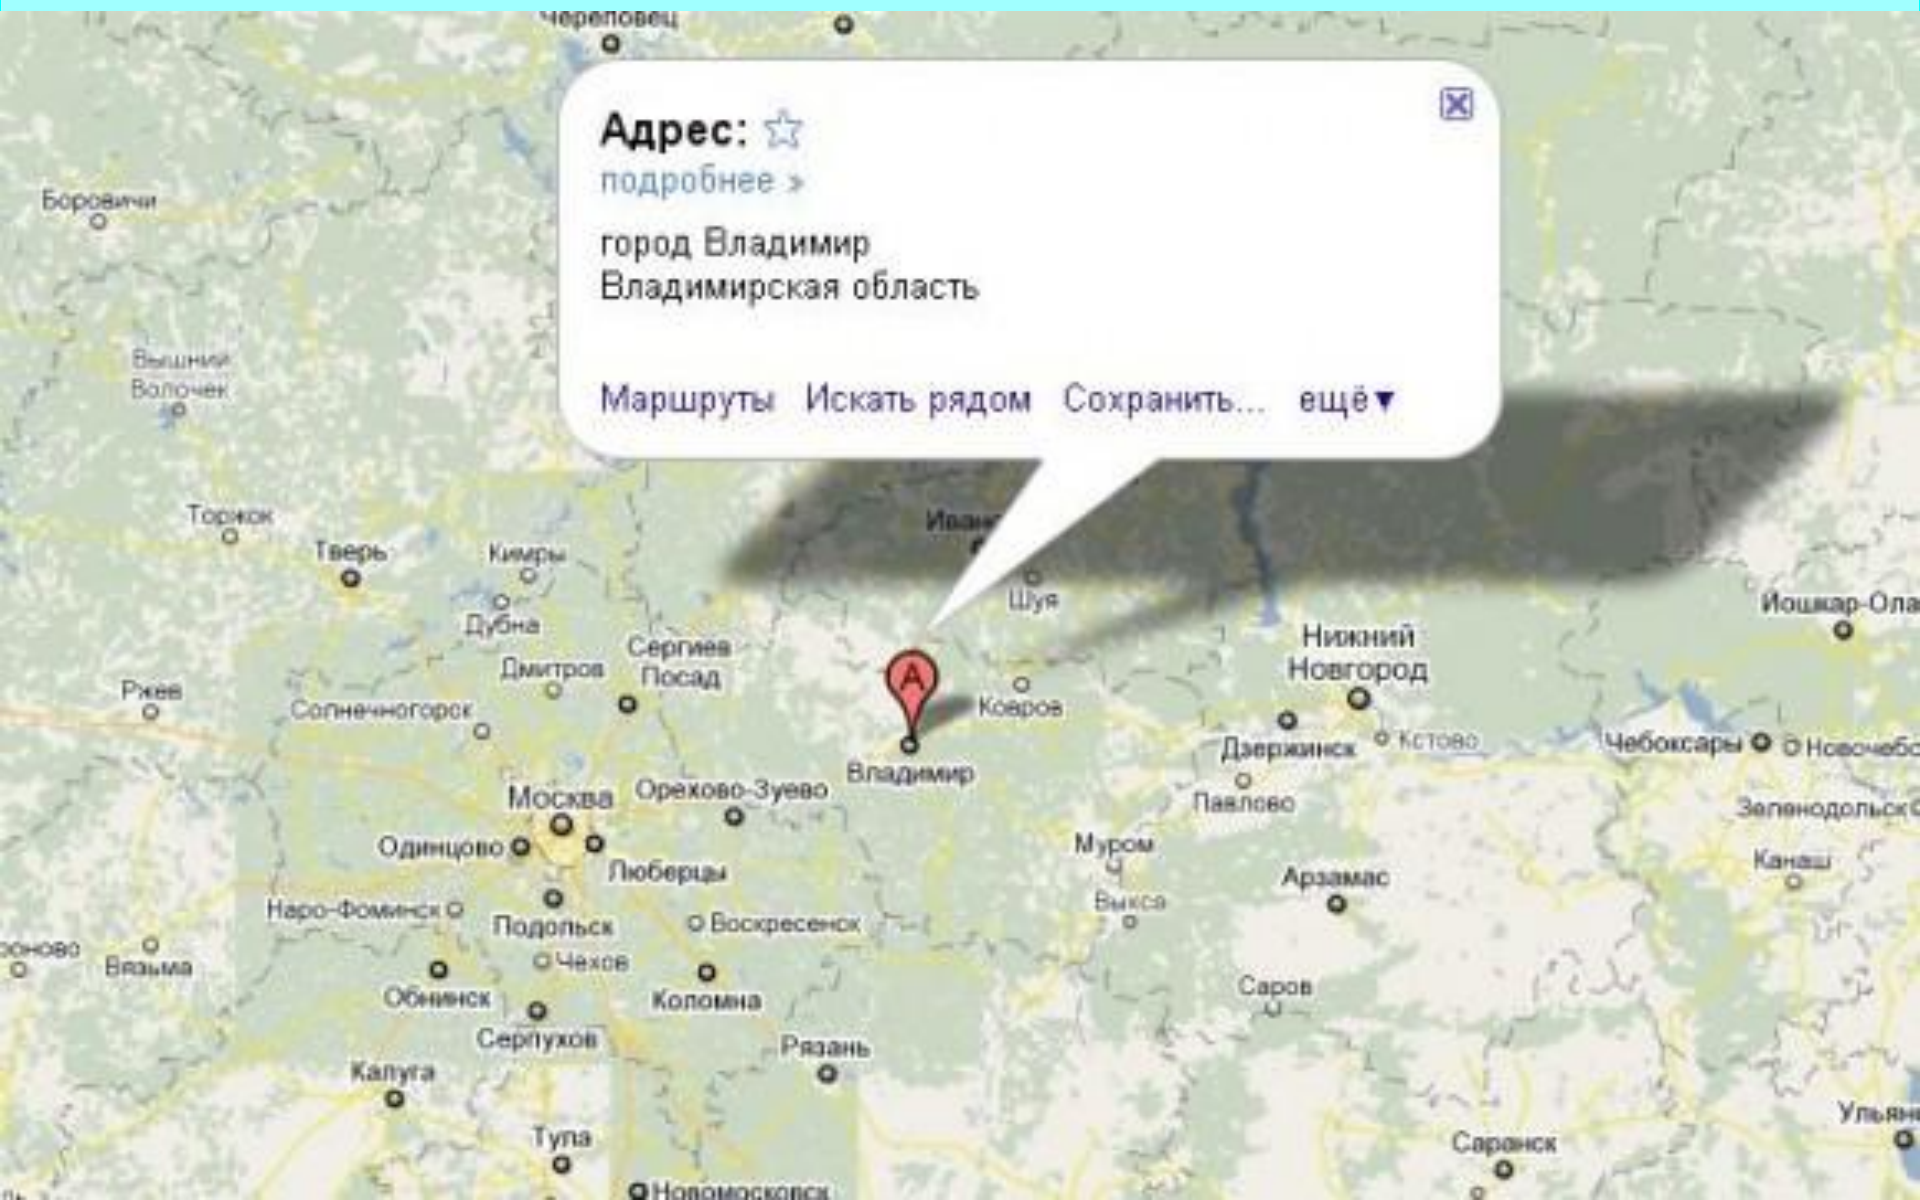 Череповец
Адрес:
подробнее »
город Владимир
Владимирская область
Маршруты Искать рядом Сохранить... ещё▼
Боровичи
Вышний
Волочек
Торжок
Тверь
Кимры
Дубна
Шуя
Йошкар-Ола
Нижний
Новгород
Сергиев
Посад
Дмитров
Ржев
Солнечногорск
A
Ковров
Дзержинск
Кстово
Чебоксары
Владимир
Москва
Орехово-Зуево
Павлово
Зеленодольск
Одинцово
Люберцы
Муром
Канаш
Арзамас
Наро-Фоминск
Подольск
Воскресенск
Выкса
Вязьма
Чехов
Обнинск
Коломна
Саров
Серпухов
Рязань
Калуга
Тула
Саранск
Новомосковск